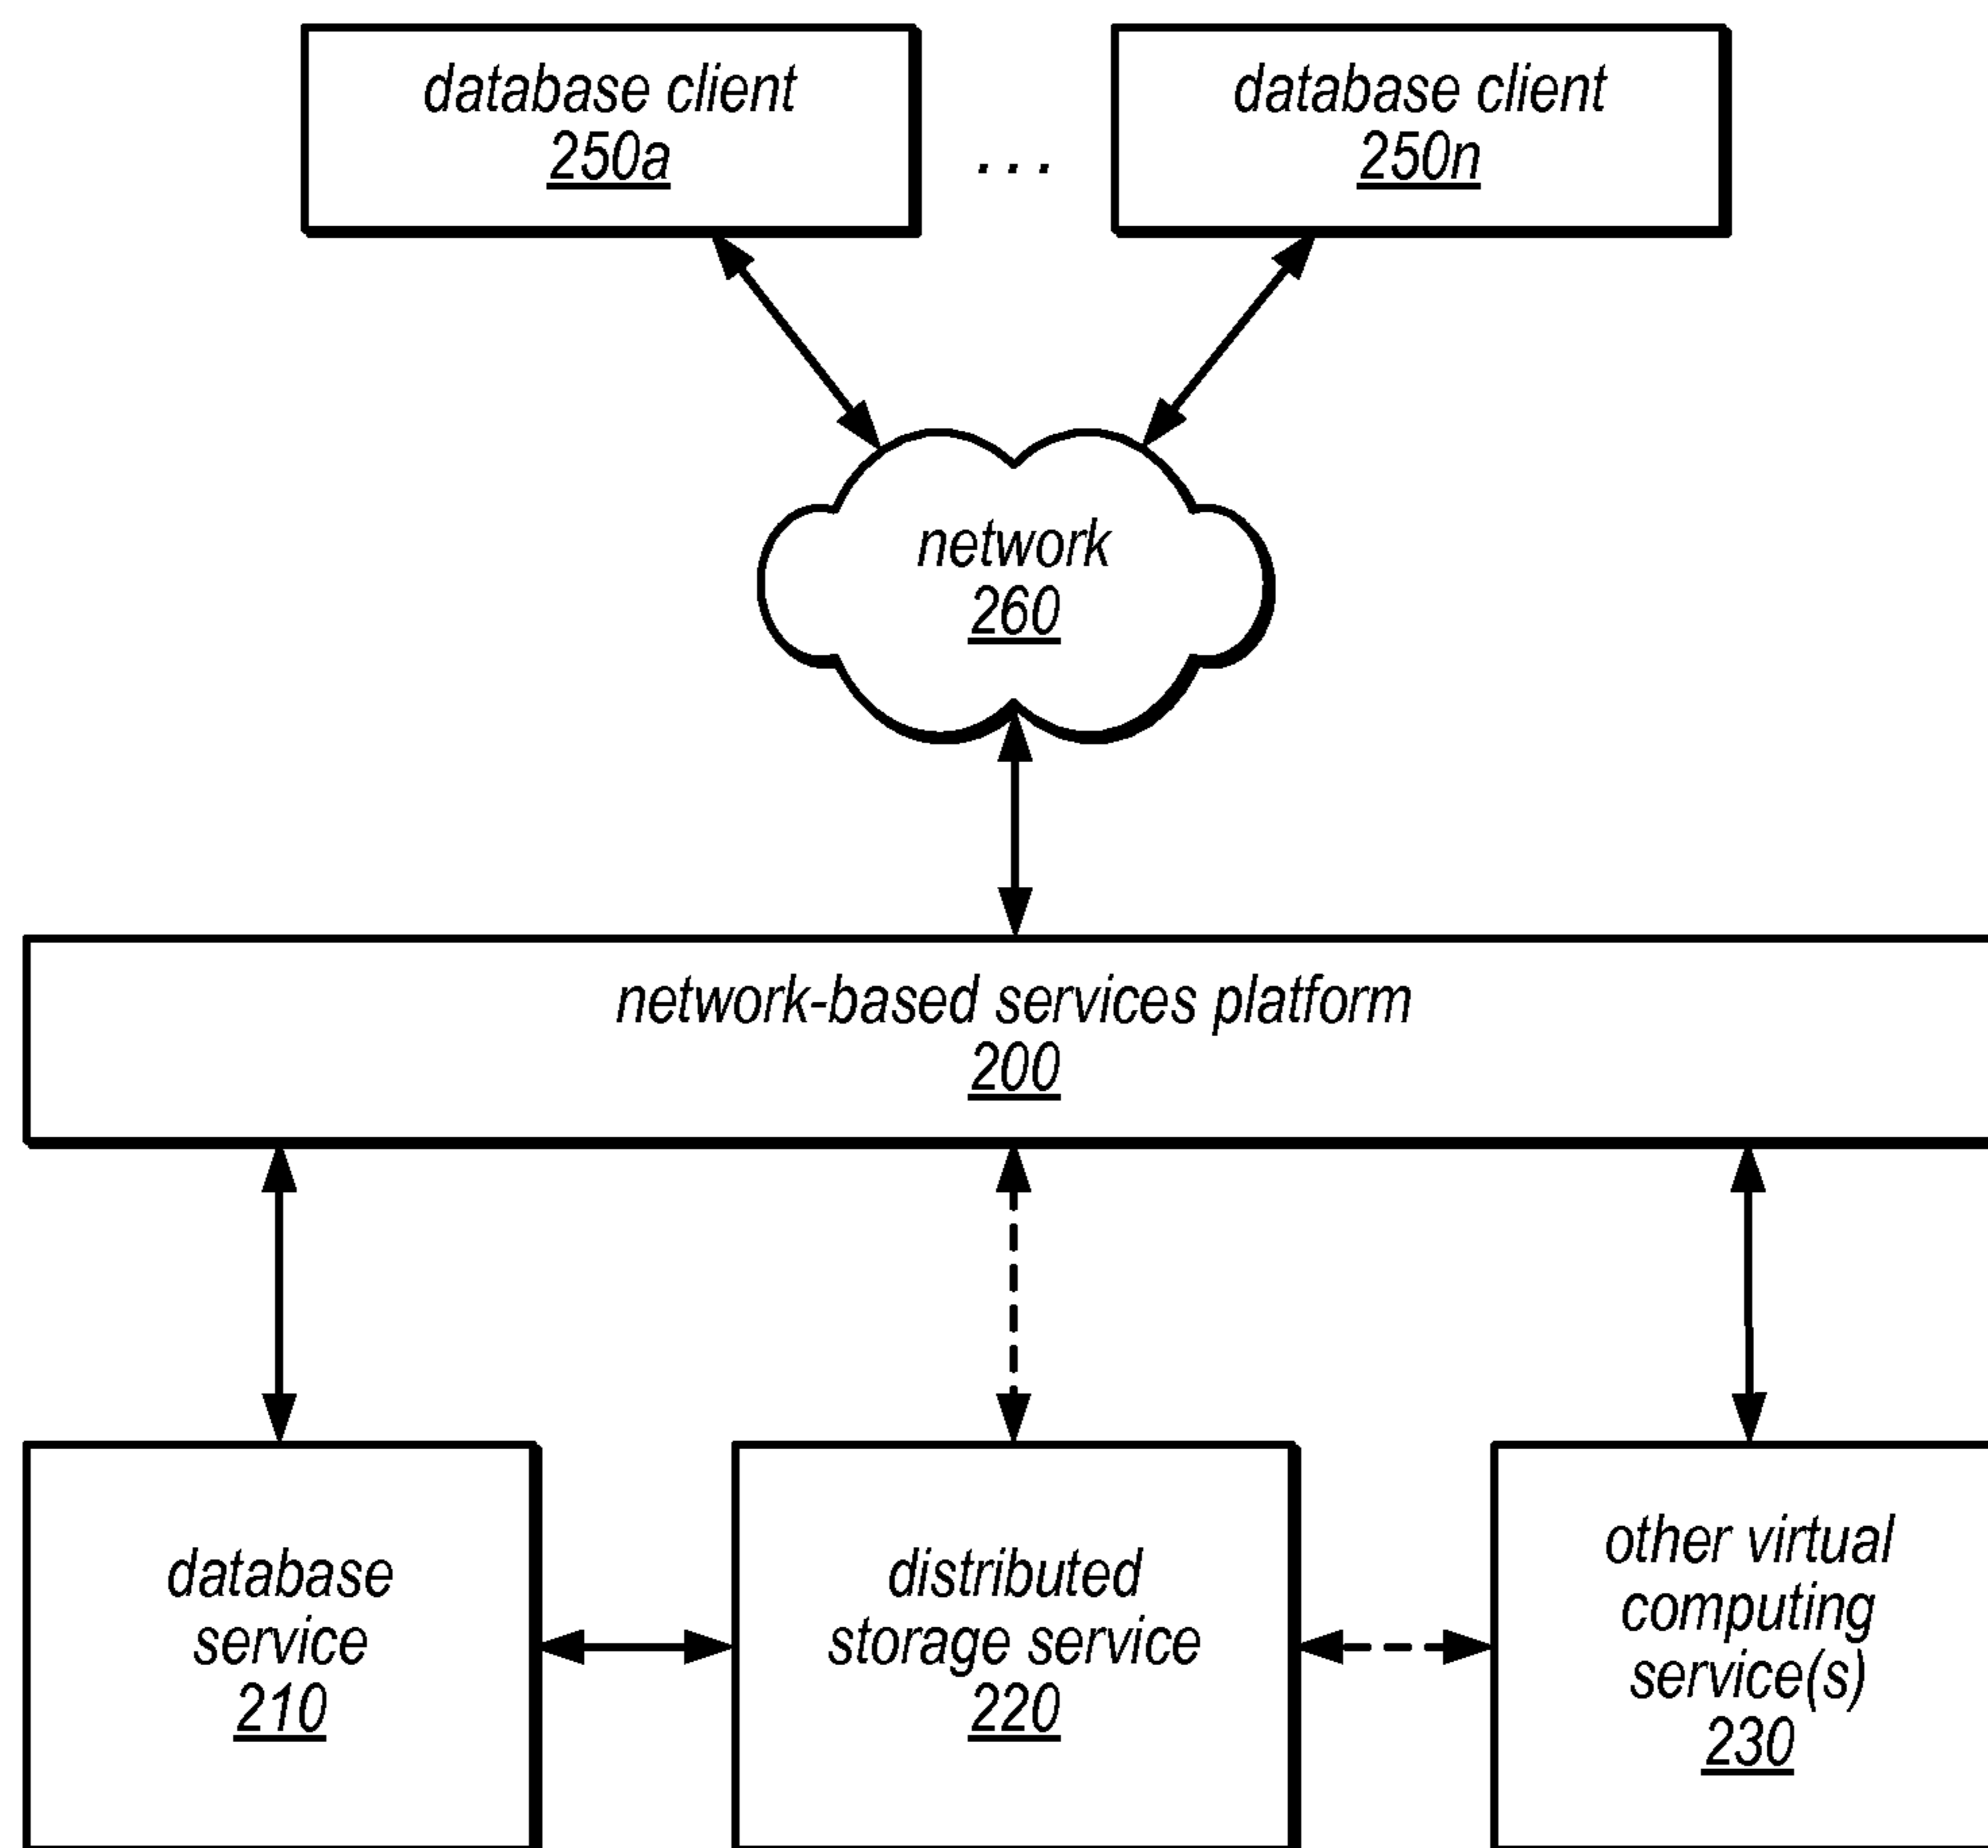 database client
250a
...
database client
250n
network
260
network-based services platform
200
database
service
210
distributed
storage service
220
other virtual
computing
service(s)
230